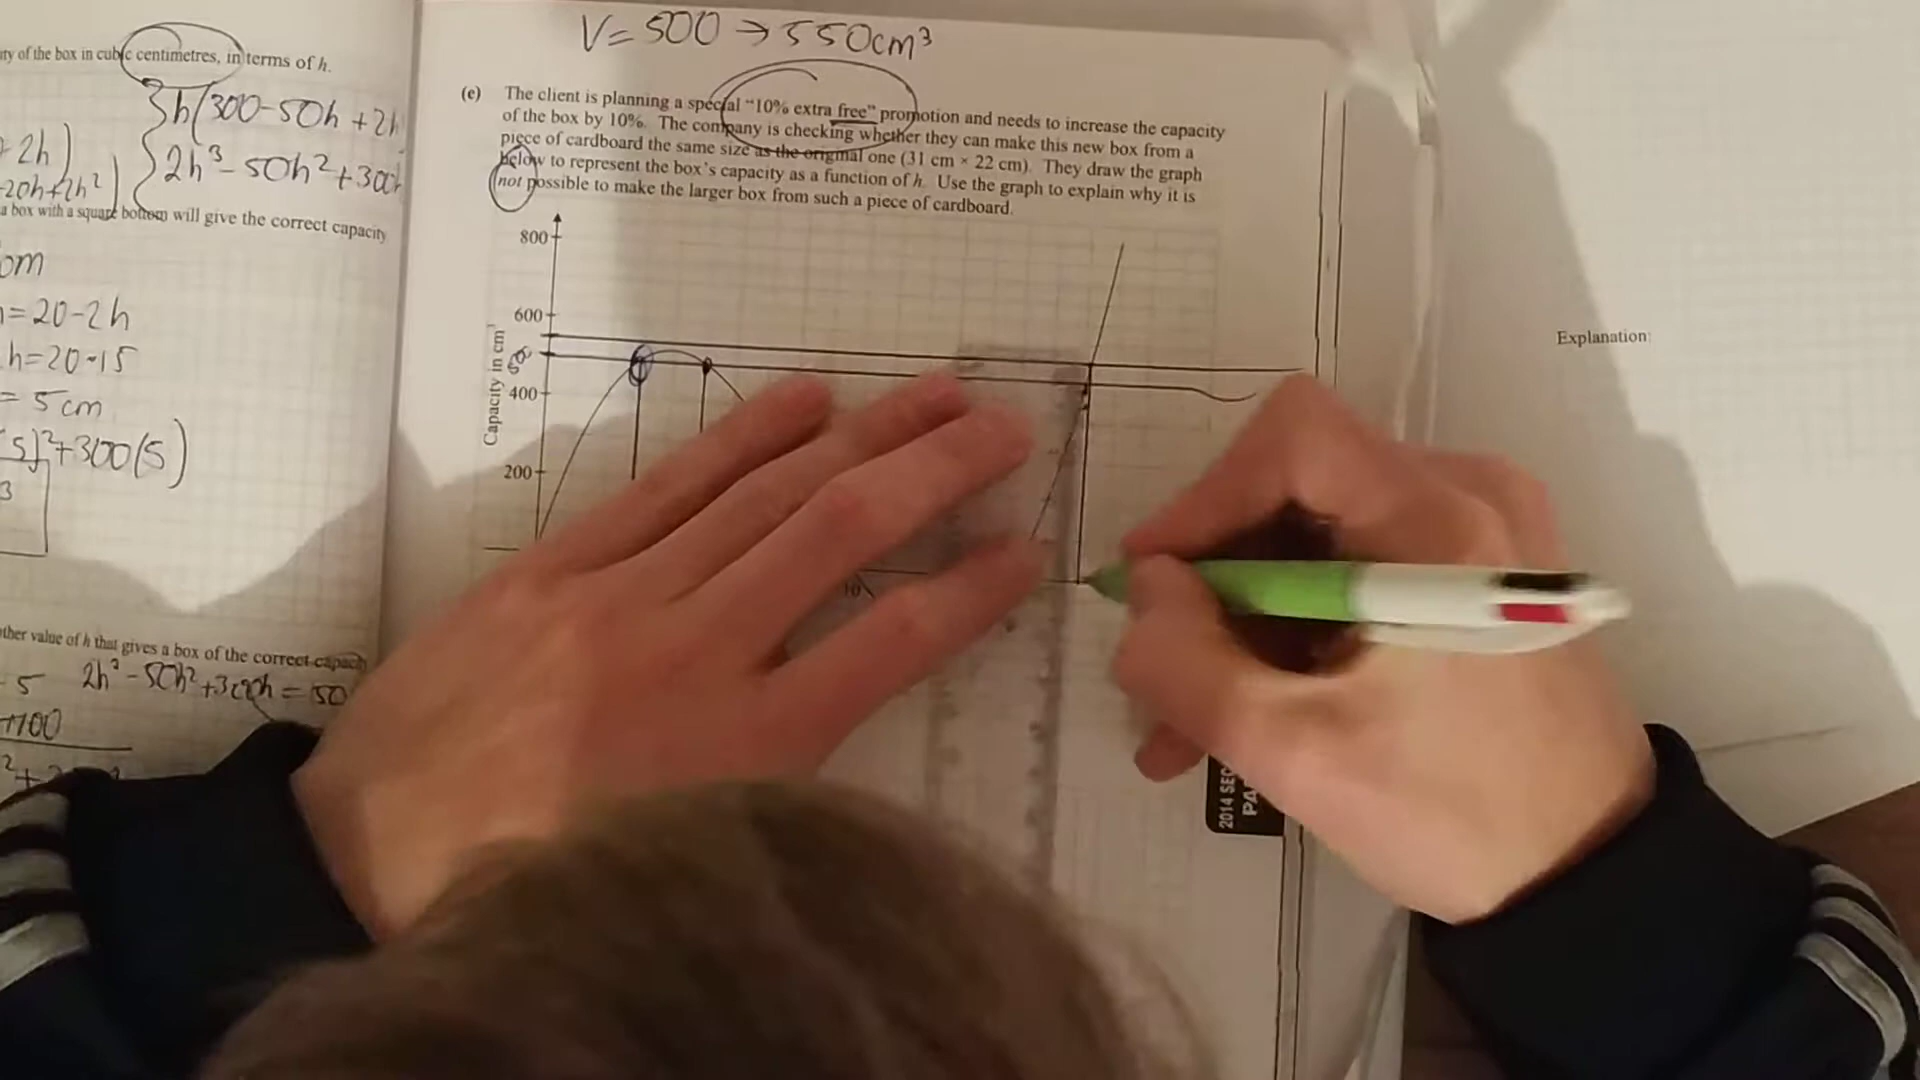 ty of the box in cubic centimetres, in terms of h.
3h(300-50h+2h
+2h)
2h³-50h²+300h
-20h+2h²)
a box with a square bottom will give the correct capacity
om
=20-2h
h=20-15
= 5cm
(5)²+300(5)
3
other value of h that gives a box of the correct capacity
5 2h³-50h²+300h=50
+100
V=500→550cm³
(e) The client is planning a special “10% extra free” promotion and needs to increase the capacity
of the box by 10%. The company is checking whether they can make this new box from a
piece of cardboard the same size as the original one (31 cm × 22 cm). They draw the graph
below to represent the box’s capacity as a function of h. Use the graph to explain why it is
not possible to make the larger box from such a piece of cardboard.
800
600
400
200
Capacity in cm³
10
2014 SEC
PA
Explanation: